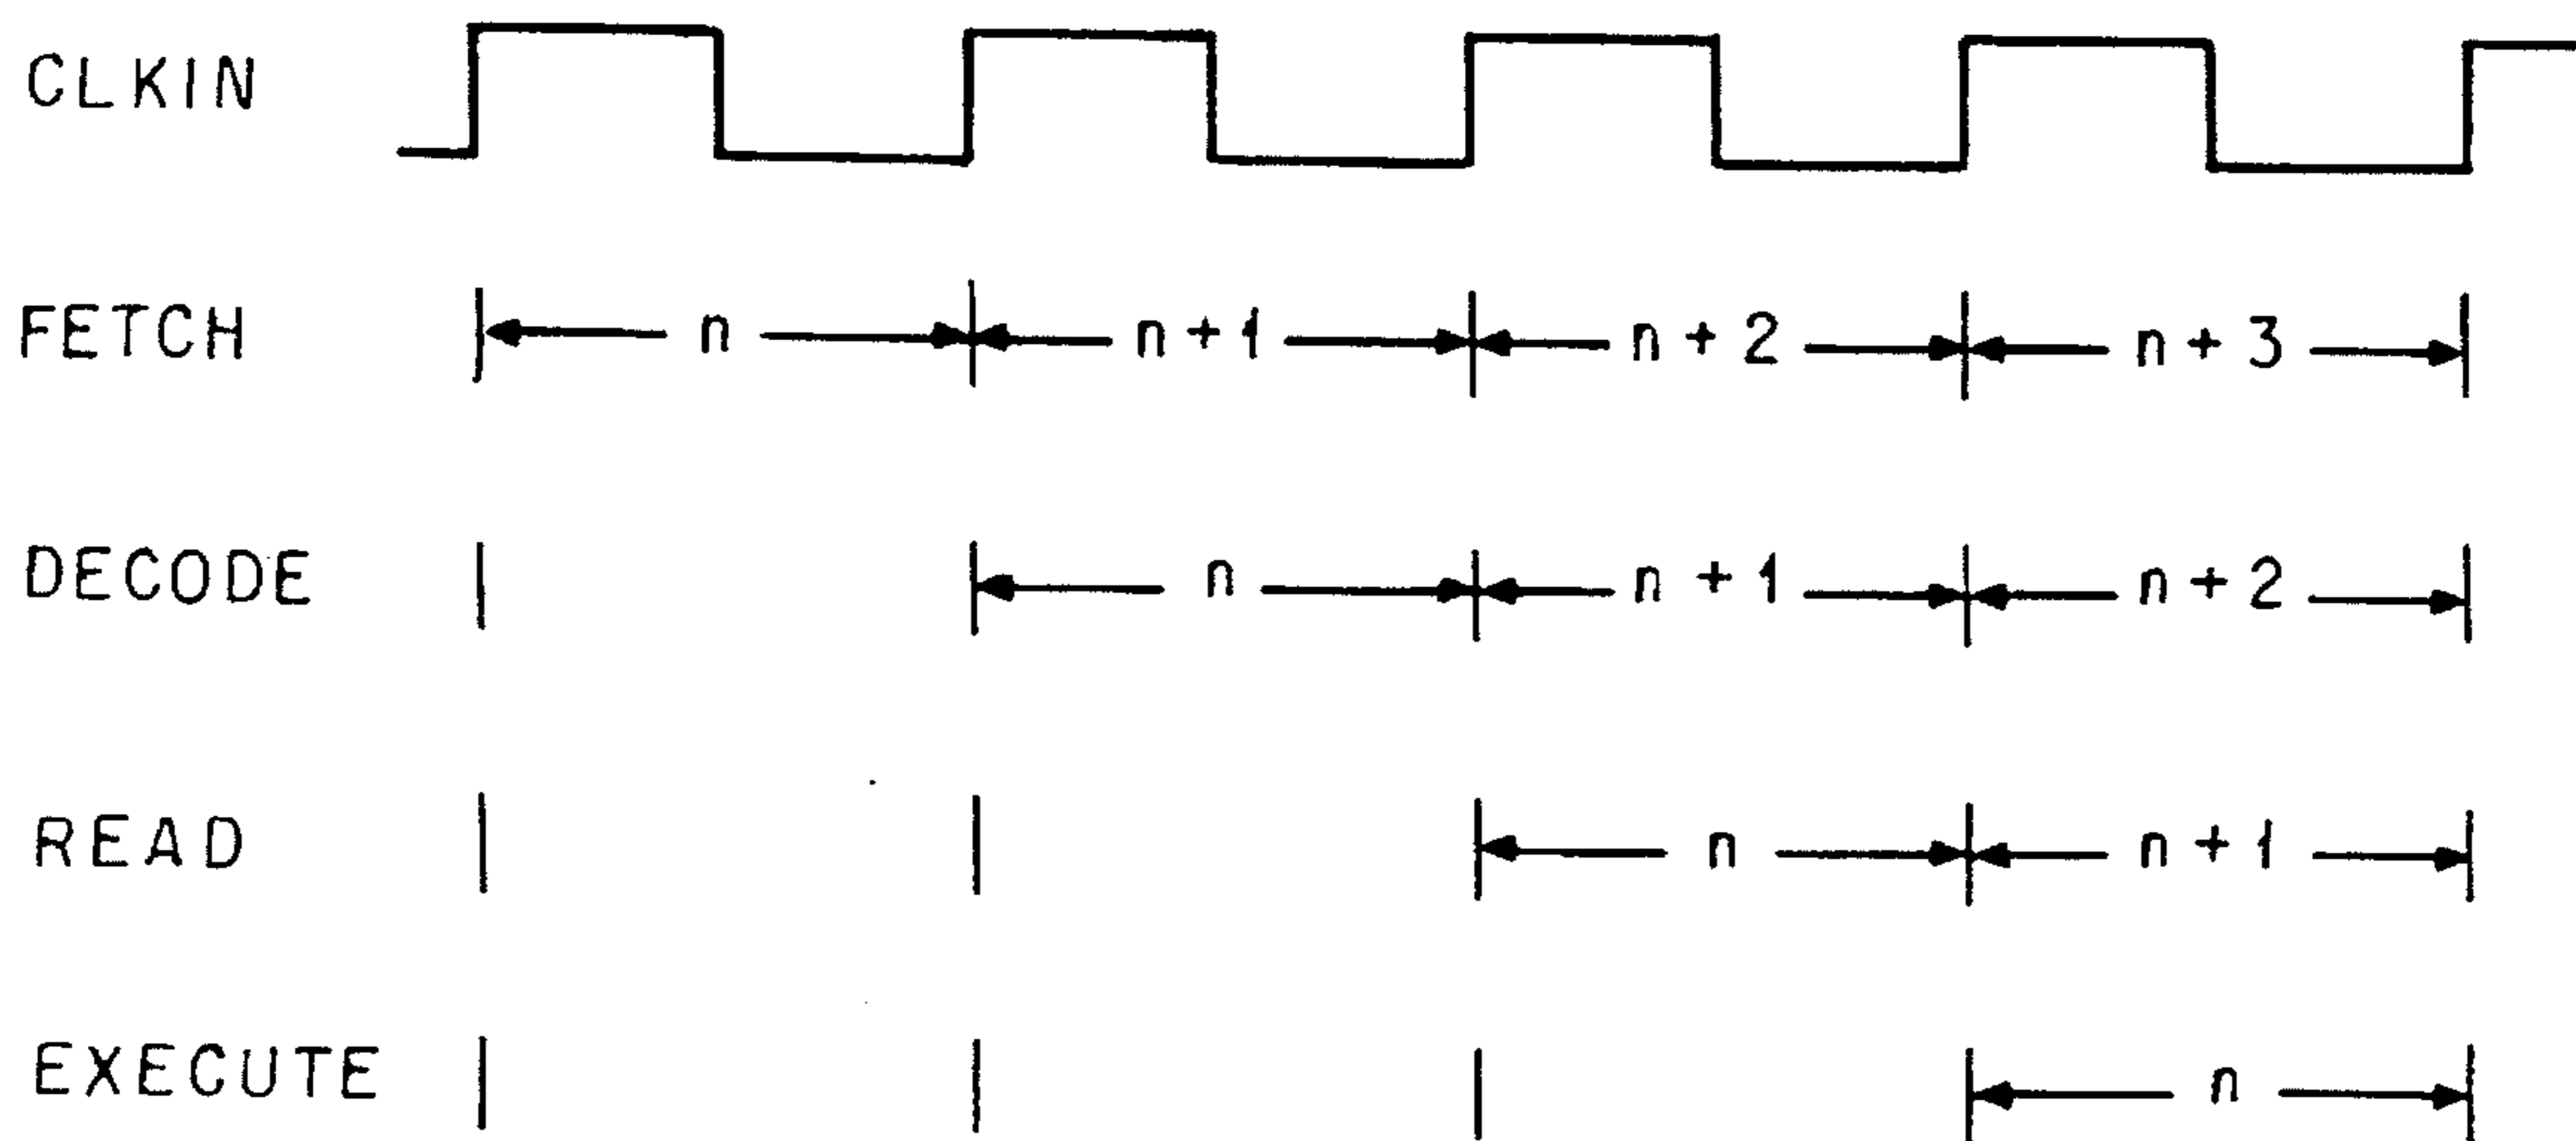 CLKIN
FETCH n n + 1 n + 2 n + 3
DECODE n n + 1 n + 2
READ n n + 1
EXECUTE n